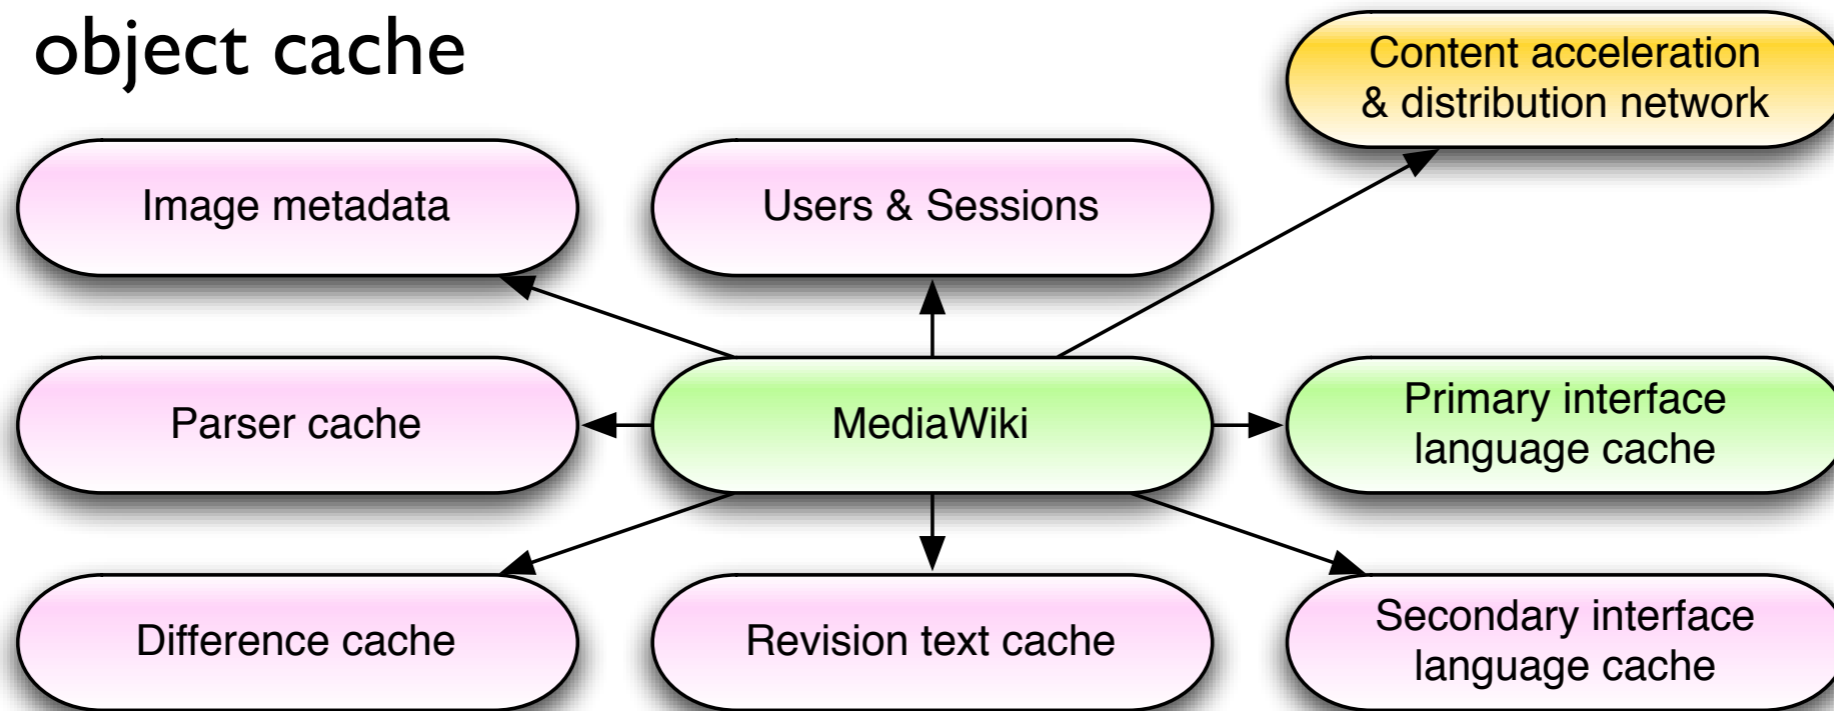 object cache
Content acceleration
& distribution network
Image metadata
Users & Sessions
Parser cache
MediaWiki
Primary interface
language cache
Difference cache
Revision text cache
Secondary interface
language cache